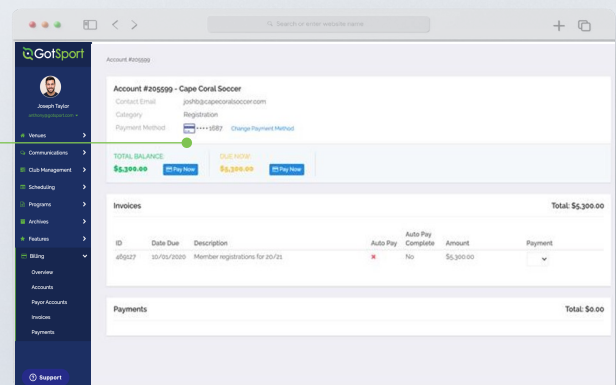 Search or enter website name
GotSport
Joseph Taylor
Venues
Communications
Club Management
Scheduling
Programs
Archives
Features
Billing
Overview
Accounts
Payor Accounts
Invoices
Payments
Support
Account #205599
Account #205599 - Cape Coral Soccer
Contact Email joshb@capecoralsoccer.com
Category Registration
Payment Method ••••1687 Change Payment Method
TOTAL BALANCE DUE NOW
$5,300.00 Pay Now $5,300.00 Pay Now
Invoices Total: $5,300.00
ID Date Due Description Auto Pay Auto Pay Complete Amount Payment
a69127 10/01/2020 Member registrations for 20/21 No $5,300.00
Payments Total: $0.00